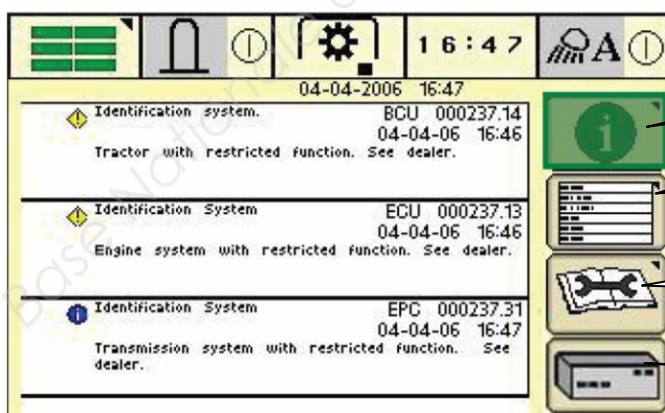 16:47
A
04-04-2006 16:47
Identification system. BCU 000237.14
04-04-06 16:46
Tractor with restricted function. See dealer.
Identification System ECU 000237.13
04-04-06 16:46
Engine system with restricted function. See dealer.
Identification System EPC 000237.31
04-04-06 16:47
Transmission system with restricted function. See
dealer.
i
Base Nationale